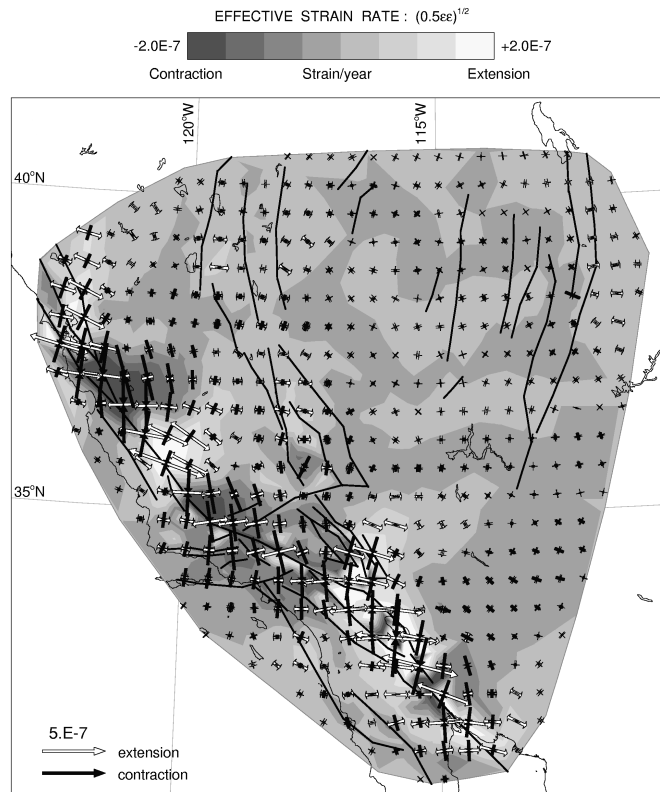 EFFECTIVE STRAIN RATE : (0.5εε)^1/2
-2.0E-7 +2.0E-7
Contraction Strain/year Extension
120°W 115°W
40°N
35°N
5.E-7
extension
contraction